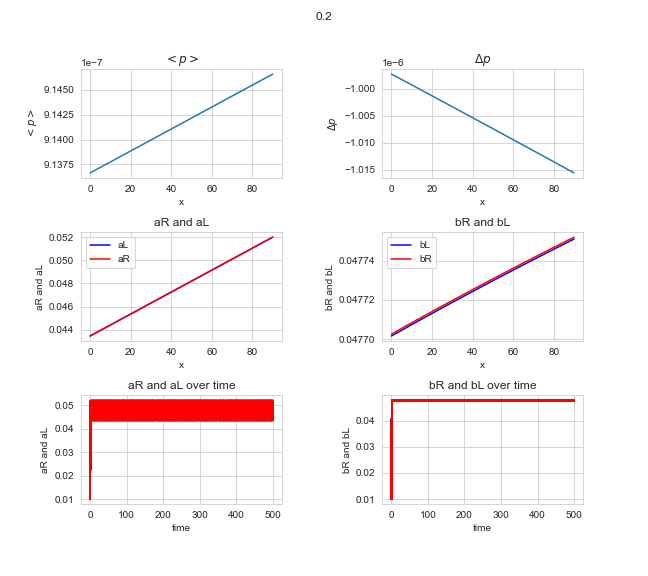 0.2
1e−7
< p >
9.1450
9.1425
9.1400
9.1375
< p >
0 20 40 60 80
x
1e−6
Δp
−1.000
−1.005
−1.010
−1.015
Δp
0 20 40 60 80
x
aR and aL
0.052
0.050
0.048
0.046
0.044
aR and aL
aL
aR
0 20 40 60 80
x
bR and bL
0.04774
0.04772
0.04770
bR and bL
bL
bR
0 20 40 60 80
x
aR and aL over time
0.05
0.04
0.03
0.02
0.01
aR and aL
0 100 200 300 400 500
time
bR and bL over time
0.04
0.03
0.02
0.01
bR and bL
0 100 200 300 400 500
time